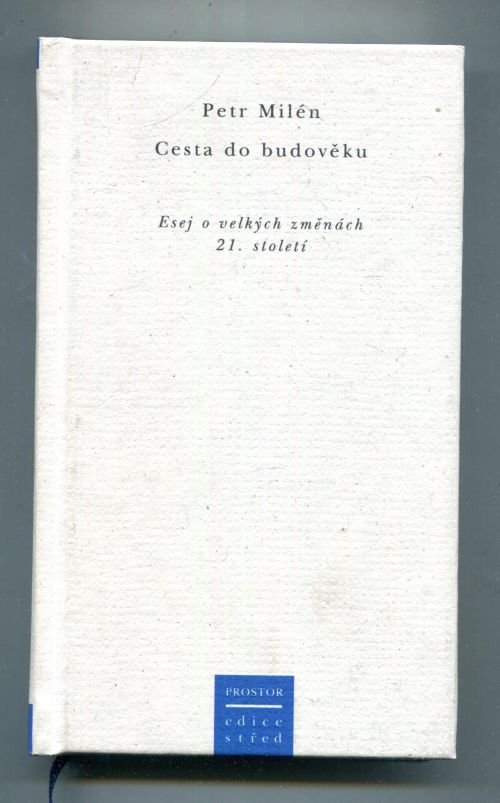 Petr Milén
Cesta do budověku
Esej o velkých změnách
21. století
PROSTOR
edice
střed